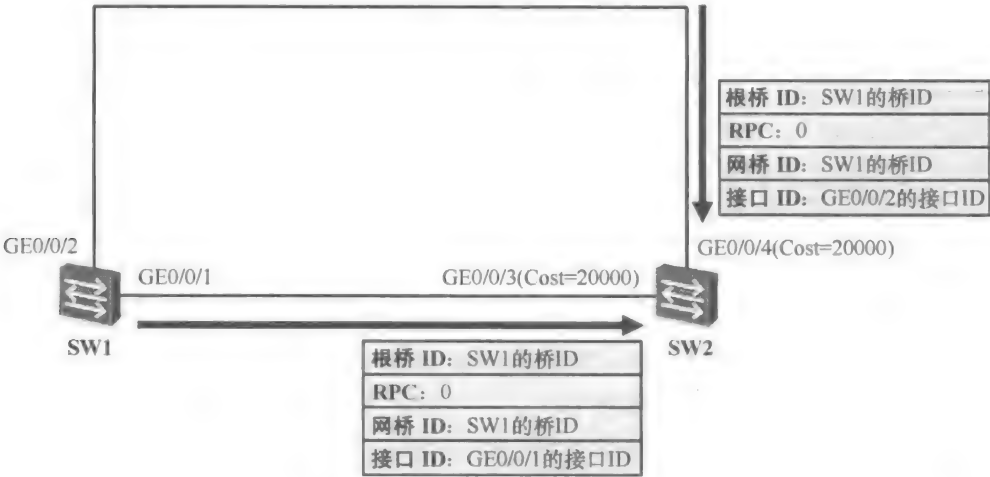 根桥 ID：SW1的桥ID
RPC：0
网桥 ID：SW1的桥ID
接口 ID：GE0/0/2的接口ID
GE0/0/2
GE0/0/4(Cost=20000)
GE0/0/1
GE0/0/3(Cost=20000)
SW1
SW2
根桥 ID：SW1的桥ID
RPC：0
网桥 ID：SW1的桥ID
接口 ID：GE0/0/1的接口ID